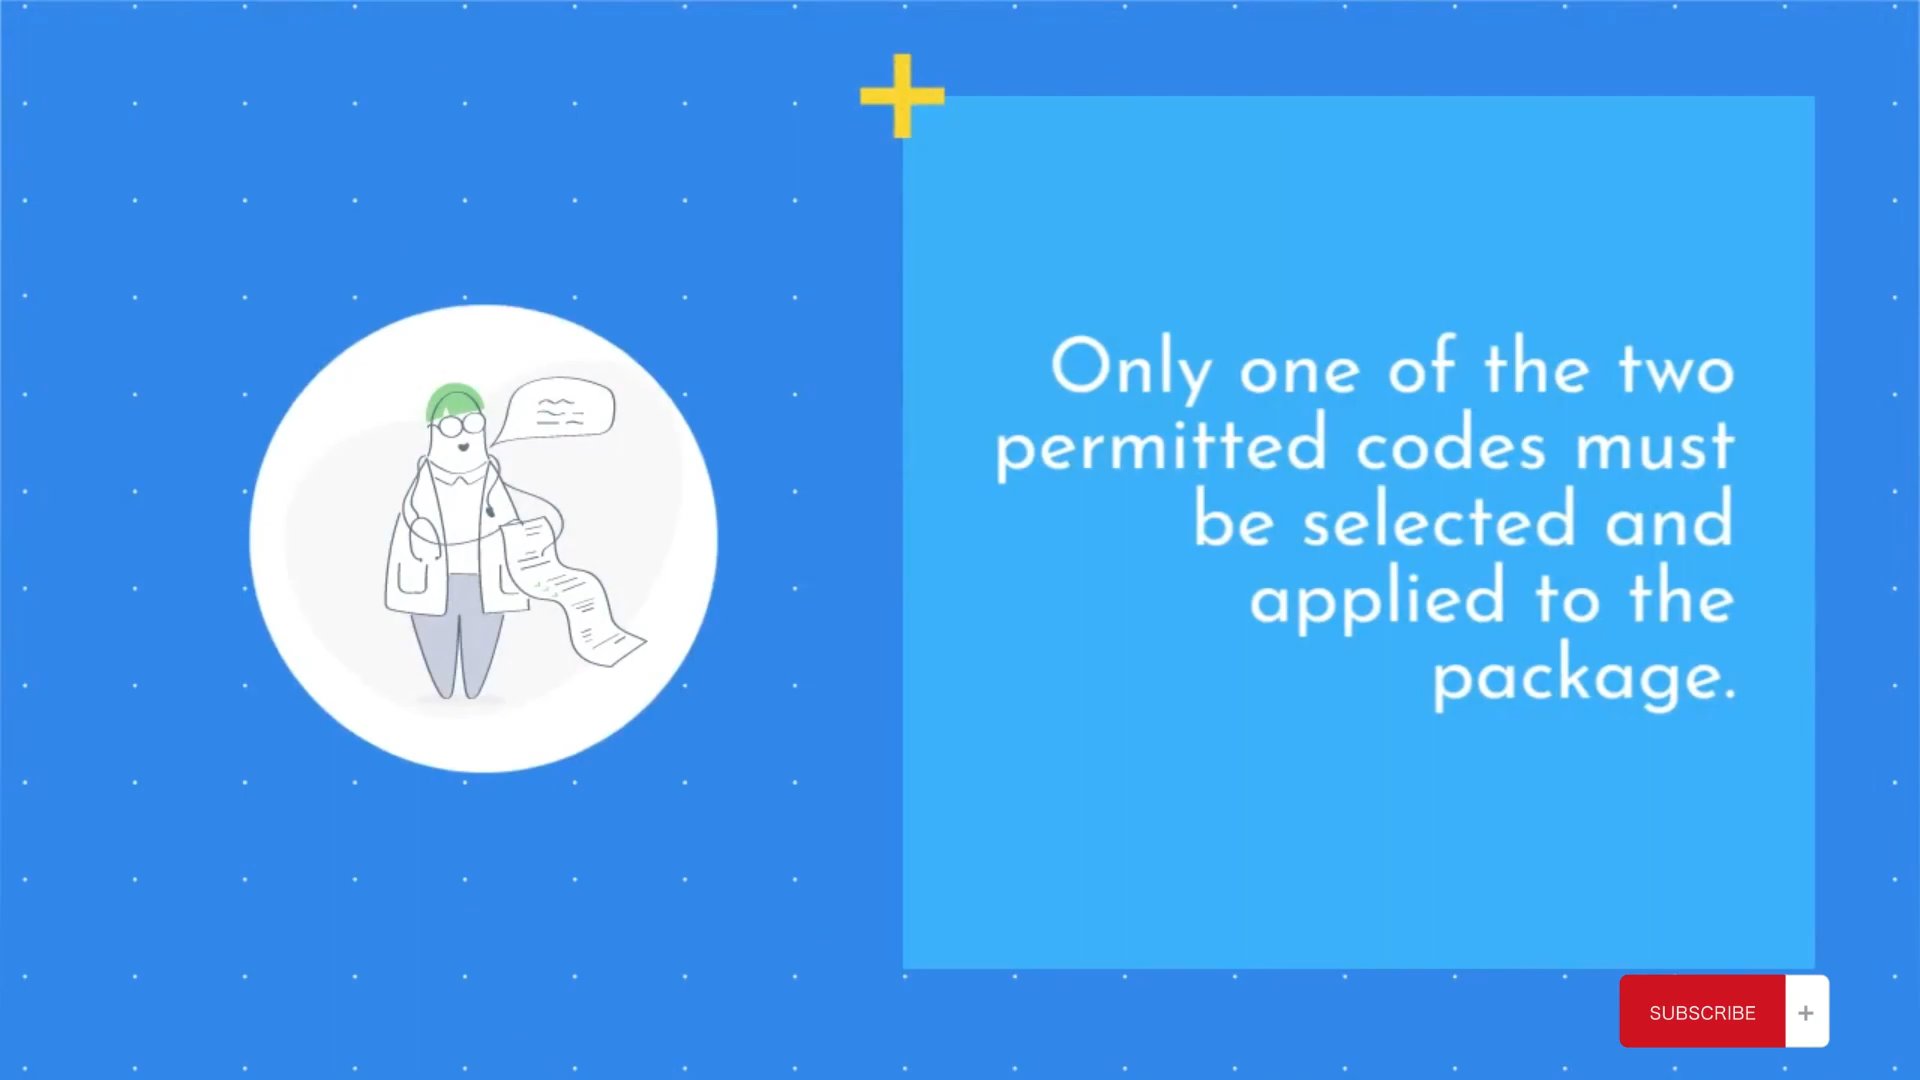 Only one of the two
permitted codes must
be selected and
applied to the
package.
SUBSCRIBE +